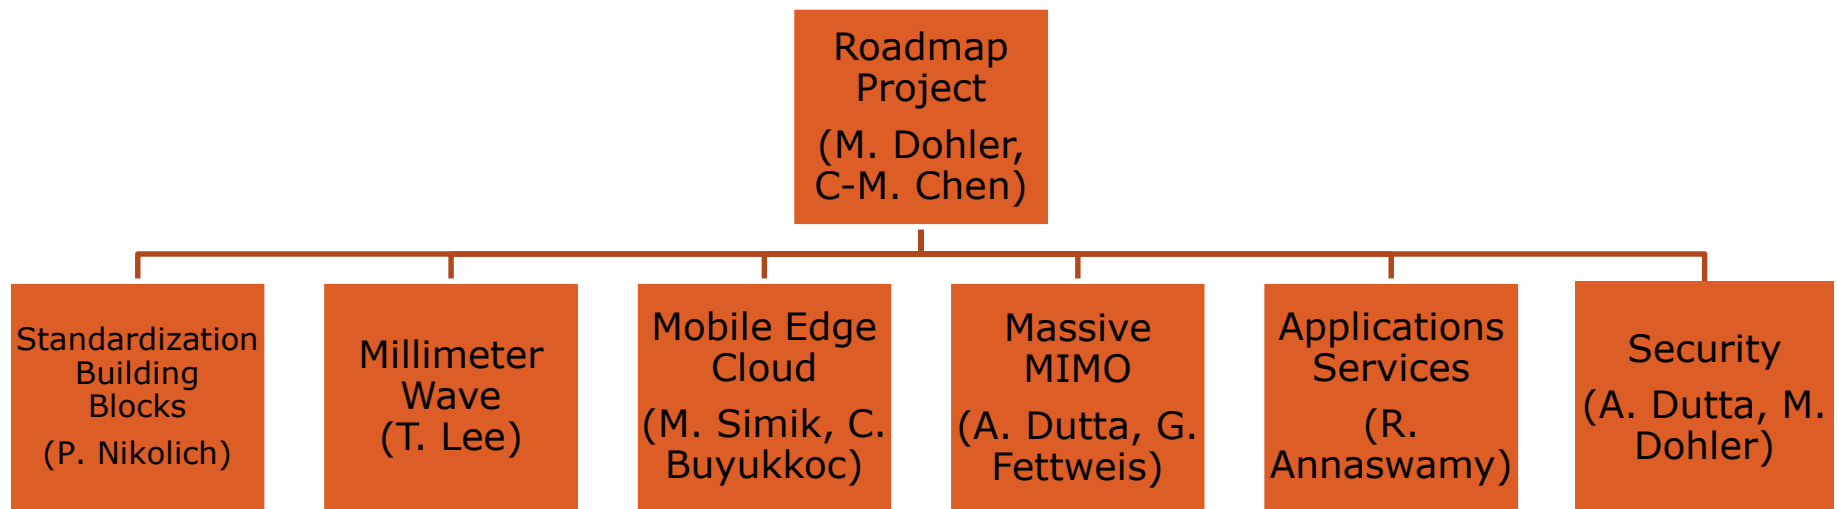 Roadmap
Project
(M. Dohler,
C-M. Chen)
Standardization
Building
Blocks
(P. Nikolich)
Millimeter
Wave
(T. Lee)
Mobile Edge
Cloud
(M. Simik, C.
Buyukkoc)
Massive
MIMO
(A. Dutta, G.
Fettweis)
Applications
Services
(R.
Annaswamy)
Security
(A. Dutta, M.
Dohler)